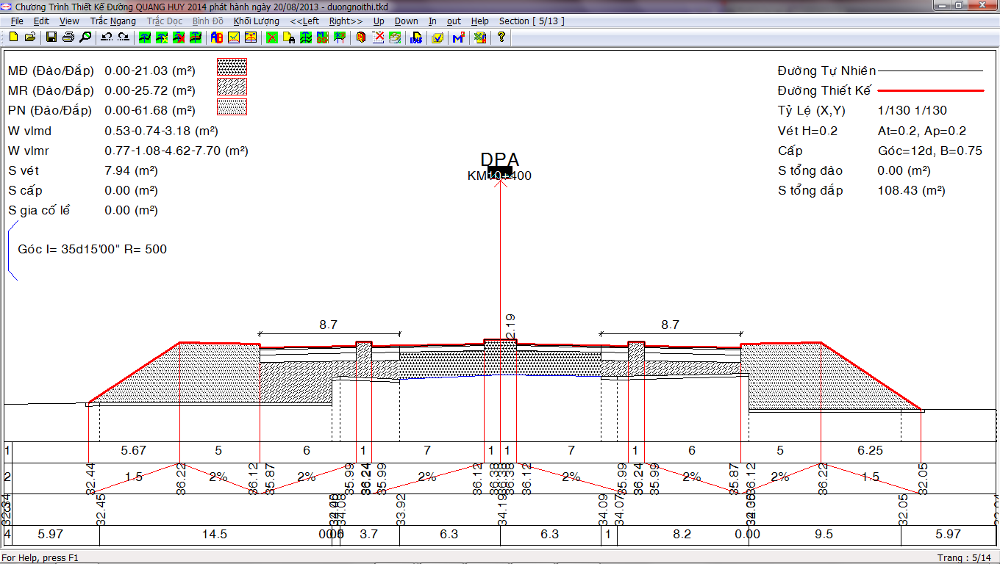 Chương Trình Thiết Kế Đường QUANG HUY 2014 phát hành ngày 20/08/2013 - duongnoithi.tkd
File Edit View Trắc Ngang Trắc Dọc Bình Đồ Khối Lượng <<Left Right>> Up Down In out Help Section [ 5/13 ]
MĐ (Đào/Đắp) 0.00-21.03 (m²)
MR (Đào/Đắp) 0.00-25.72 (m²)
PN (Đào/Đắp) 0.00-61.68 (m²)
W vlmd 0.53-0.74-3.18 (m²)
W vlmr 0.77-1.08-4.62-7.70 (m²)
S vét 7.94 (m²)
S cấp 0.00 (m²)
S gia cố lề 0.00 (m²)
Góc I= 35d15'00" R= 500
Đường Tự Nhiên
Đường Thiết Kế
Tỷ Lệ (X,Y) 1/130 1/130
Vét H=0.2 At=0.2, Ap=0.2
Cấp Góc=12d, B=0.75
S tổng đào 0.00 (m²)
S tổng đắp 108.43 (m²)
DPA
KM10+400
2.19
8.7 8.7
1 5.67 5 6 1 7 1 1 7 1 6 5 6.25
2 1.5 2% 2% 2% 2% 2% 2% 1.5
32.44 36.22 36.12 35.87 35.99 36.24 35.99 36.12 36.38 36.38 36.38 36.12 35.99 36.24 35.99 35.87 36.12 36.22 32.05
32.45 34.08 33.92 34.19 34.09 34.07 32.05
4 5.97 14.5 3.7 6.3 6.3 1 8.2 0.00 9.5 5.97
For Help, press F1
Trang : 5/14